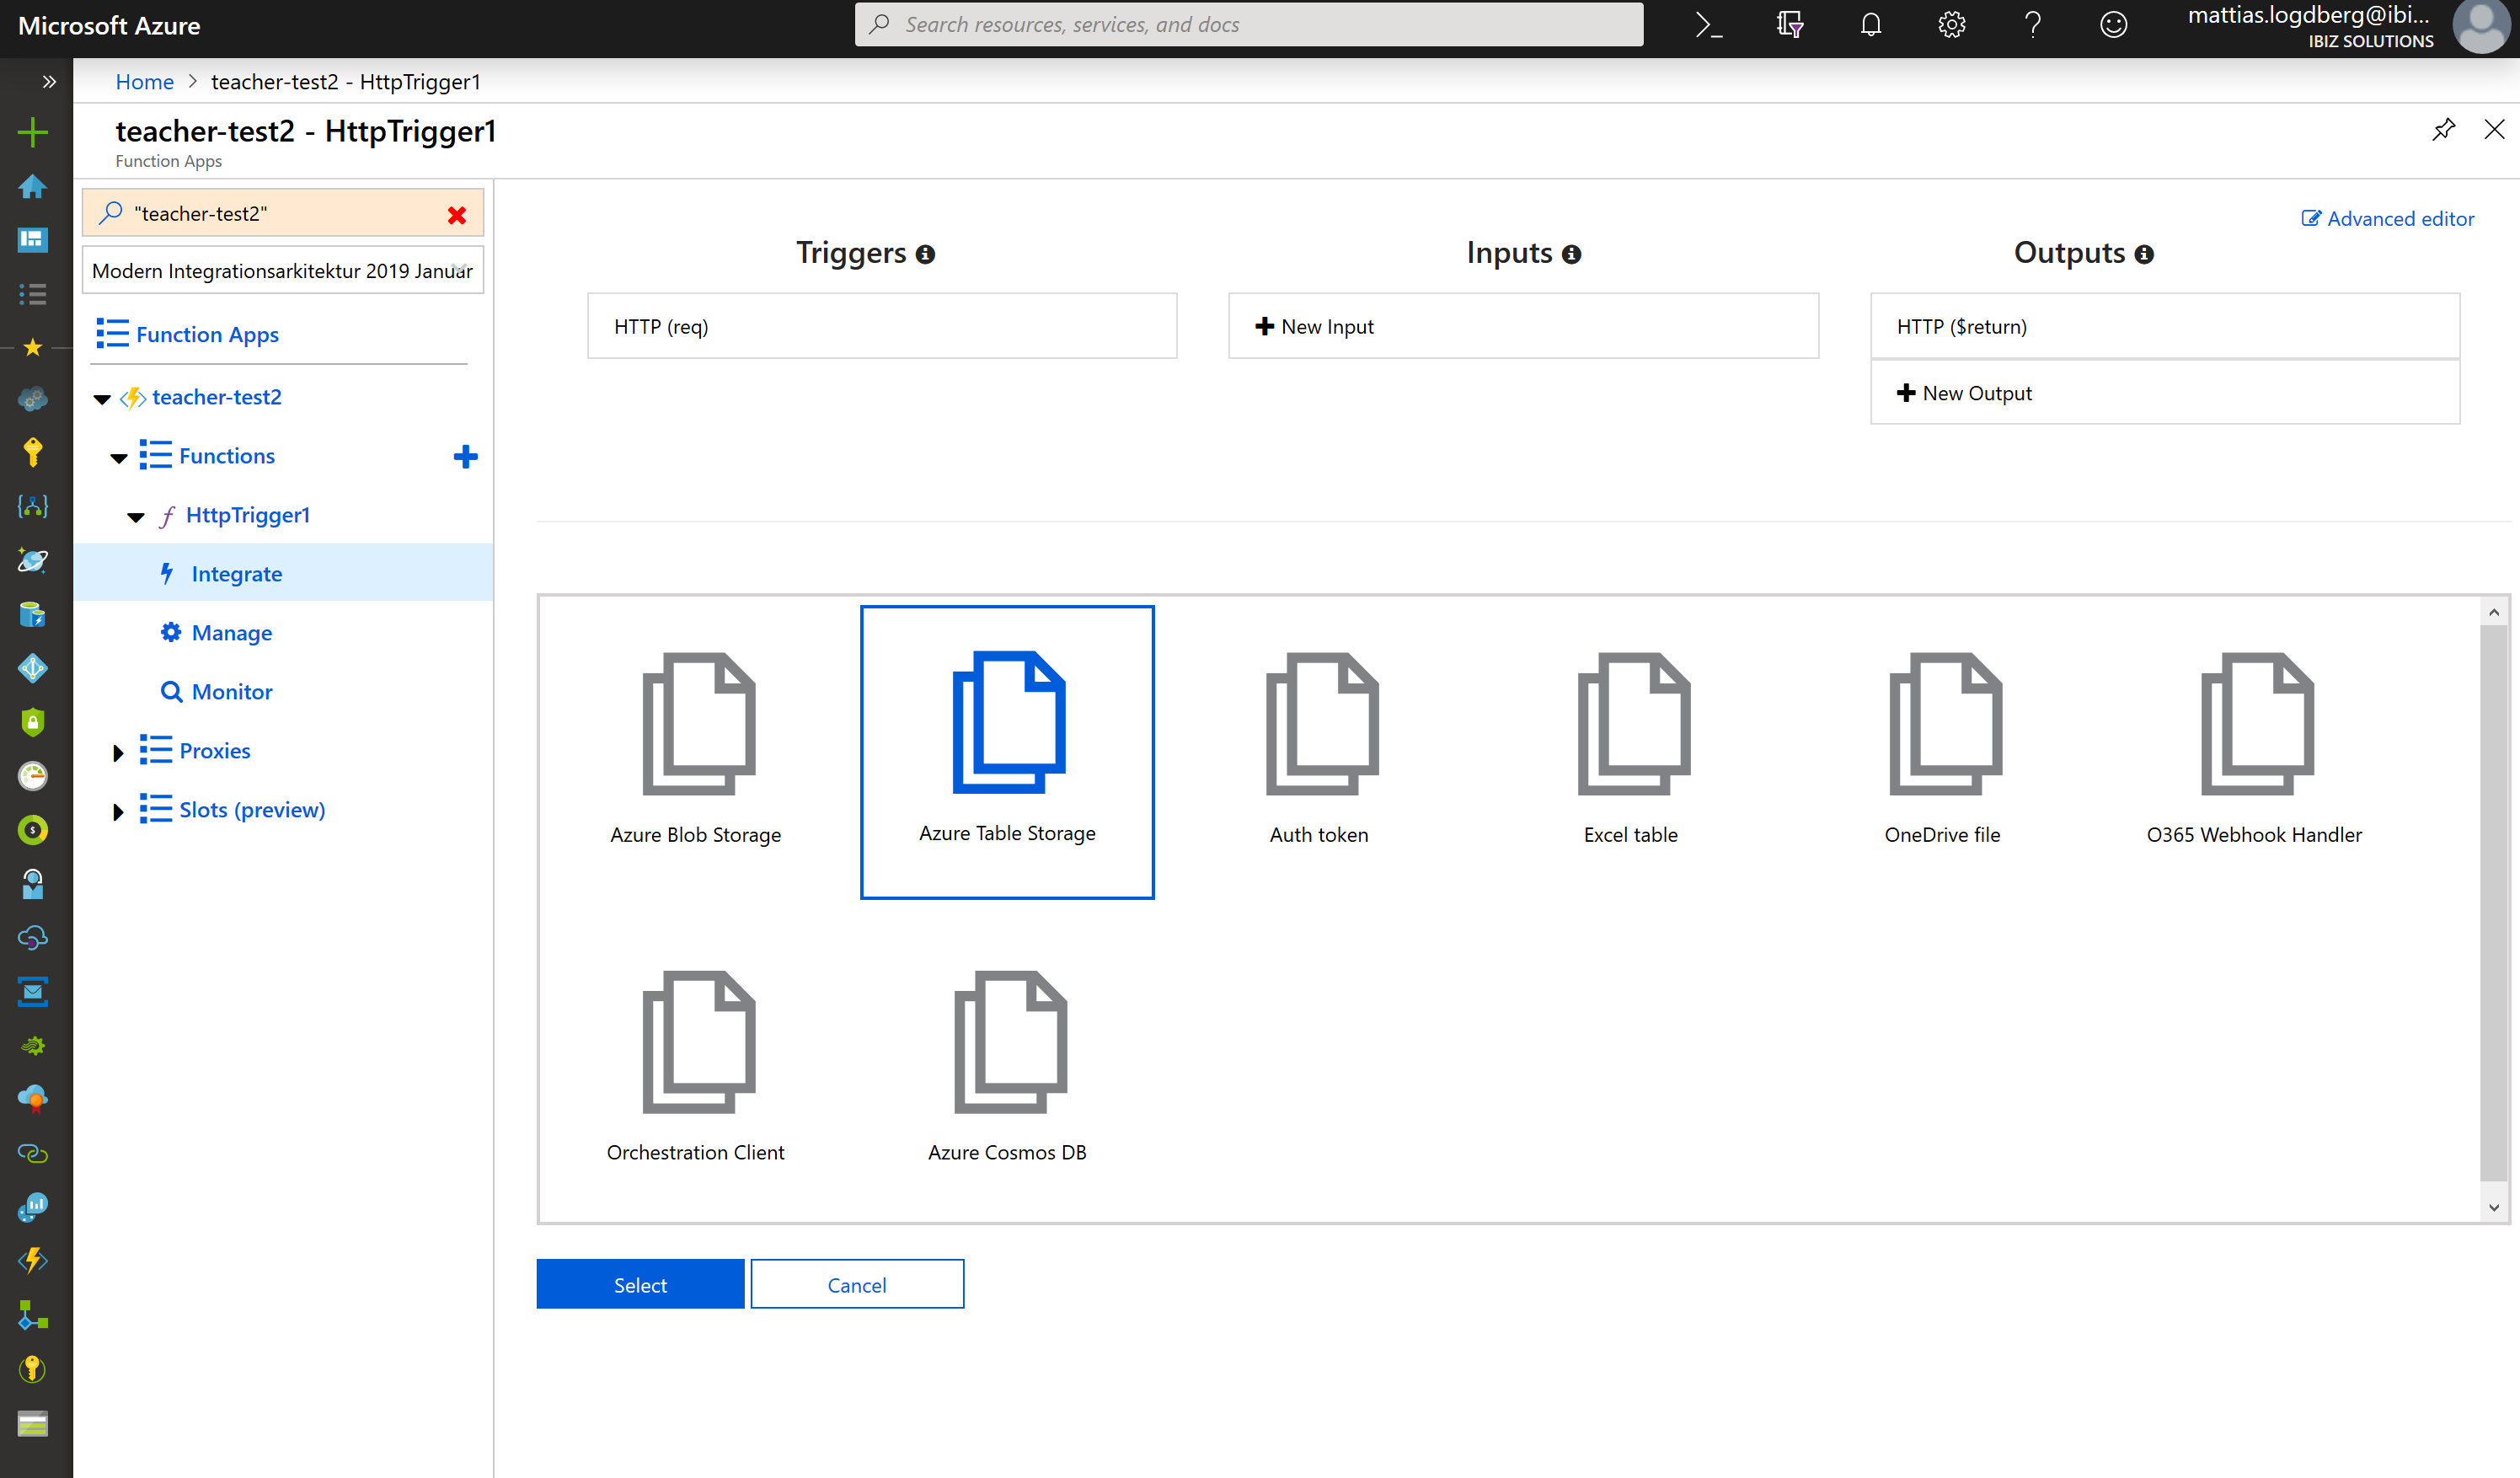 Microsoft Azure
Search resources, services, and docs
mattias.logdberg@ibi...
IBIZ SOLUTIONS
Home > teacher-test2 - HttpTrigger1
teacher-test2 - HttpTrigger1
Function Apps
"teacher-test2"
Modern Integrationsarkitektur 2019 Januar
Function Apps
teacher-test2
Functions
HttpTrigger1
Integrate
Manage
Monitor
Proxies
Slots (preview)
Advanced editor
Triggers
Inputs
Outputs
HTTP (req)
New Input
HTTP ($return)
New Output
Azure Blob Storage
Azure Table Storage
Auth token
Excel table
OneDrive file
O365 Webhook Handler
Orchestration Client
Azure Cosmos DB
Select
Cancel